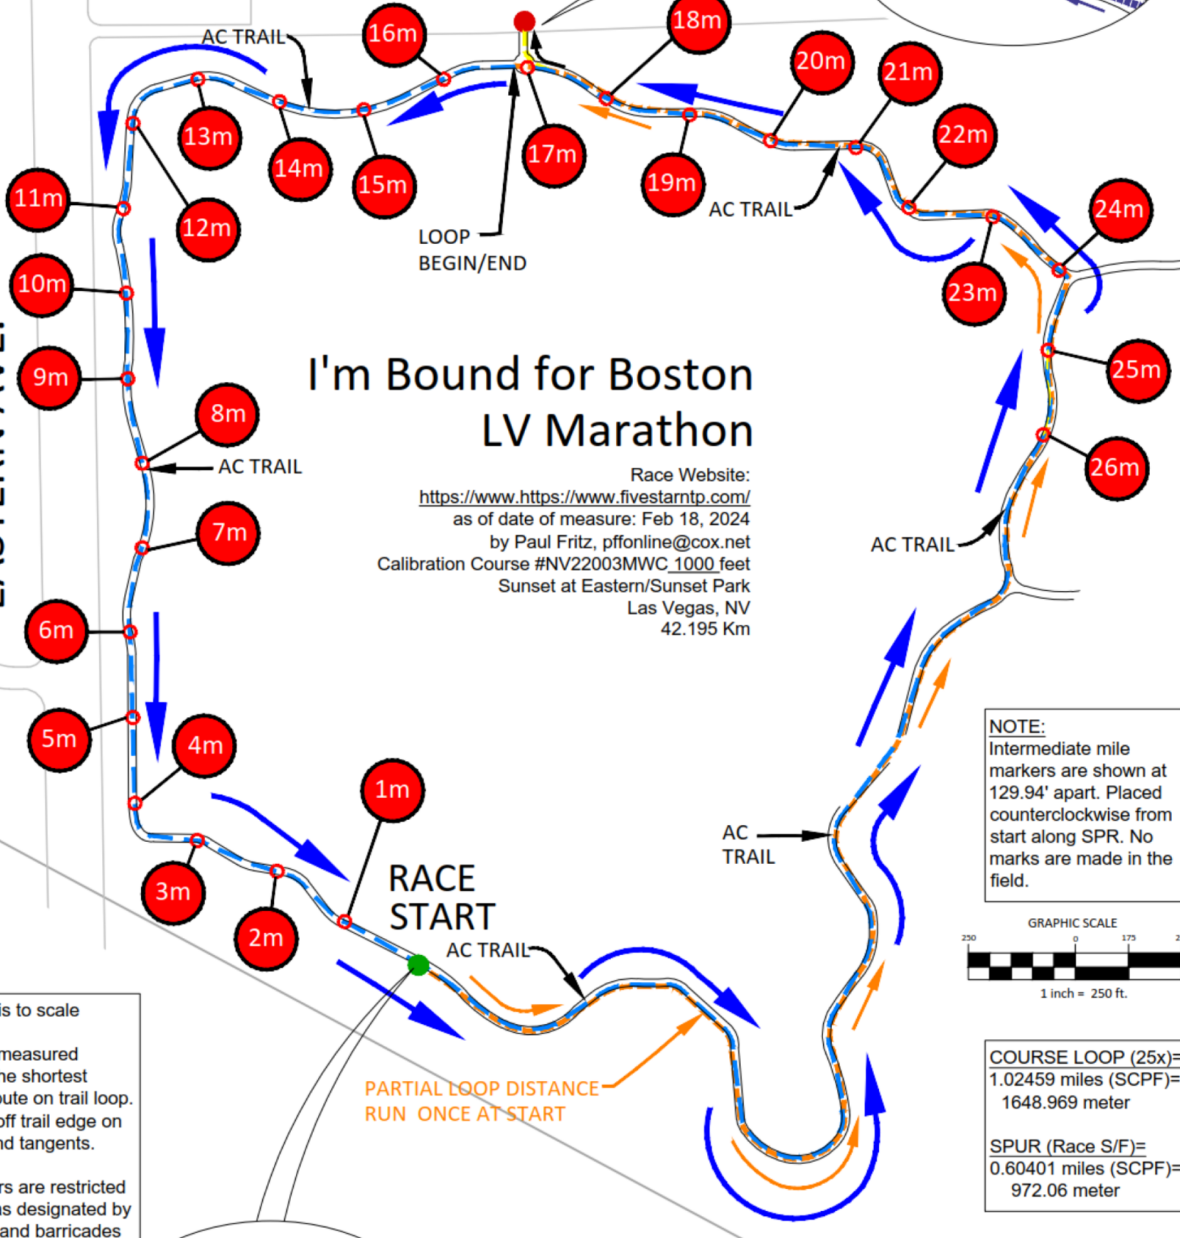 16m
18m
AC TRAIL
20m
21m
13m
14m
15m
17m
19m
22m
AC TRAIL
24m
11m
12m
LOOP
BEGIN/END
10m
23m
9m
I'm Bound for Boston
LV Marathon
25m
8m
AC TRAIL
26m
Race Website:
https://www.https://www.fivestarntp.com/
as of date of measure: Feb 18, 2024
by Paul Fritz, pffonline@cox.net
Calibration Course #NV22003MWC 1000 feet
Sunset at Eastern/Sunset Park
Las Vegas, NV
42.195 Km
7m
AC TRAIL
6m
5m
4m
1m
NOTE:
Intermediate mile
markers are shown at
129.94' apart. Placed
counterclockwise from
start along SPR. No
marks are made in the
field.
AC
TRAIL
3m
2m
RACE
START
AC TRAIL
GRAPHIC SCALE
250 0 175
1 inch = 250 ft.
is to scale
measured
he shortest
oute on trail loop.
off trail edge on
nd tangents.
rs are restricted
s designated by
and barricades
PARTIAL LOOP DISTANCE
RUN ONCE AT START
COURSE LOOP (25x)=
1.02459 miles (SCPF)=
1648.969 meter
SPUR (Race S/F)=
0.60401 miles (SCPF)=
972.06 meter